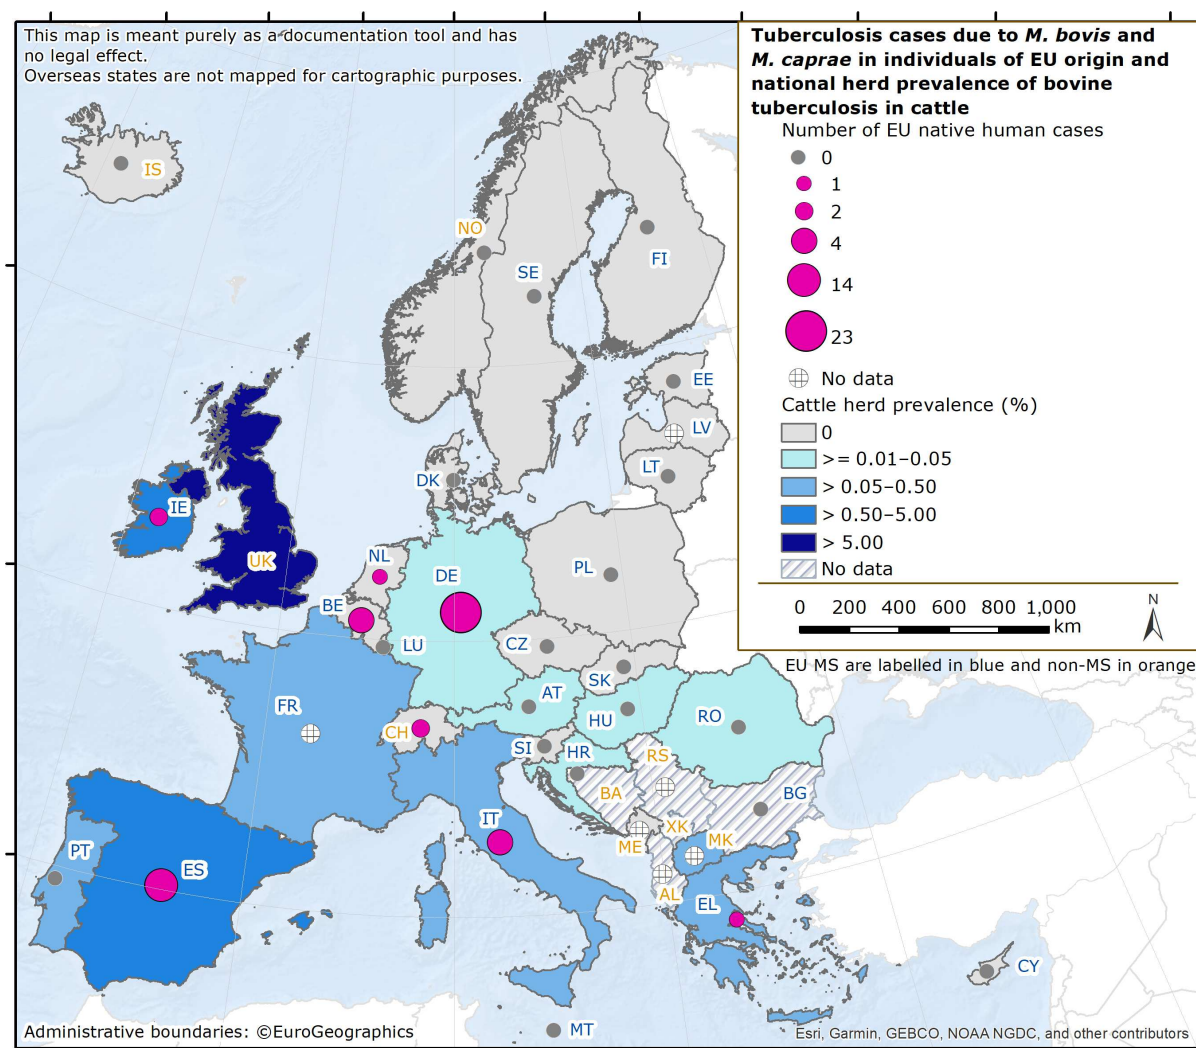 This map is meant purely as a documentation tool and has
no legal effect.
Overseas states are not mapped for cartographic purposes.
Tuberculosis cases due to M. bovis and
M. caprae in individuals of EU origin and
national herd prevalence of bovine
tuberculosis in cattle
Number of EU native human cases
0
1
2
4
14
23
No data
Cattle herd prevalence (%)
0
>= 0.01–0.05
> 0.05–0.50
> 0.50–5.00
> 5.00
No data
0 200 400 600 800 1,000
km
N
EU MS are labelled in blue and non-MS in orange
IS
NO
SE
FI
EE
LV
LT
DK
IE
UK
NL
DE
PL
BE
LU
CZ
SK
AT
HU
RO
FR
CH
SI
HR
RS
BA
BG
XK
ME
MK
AL
IT
PT
ES
EL
CY
MT
Administrative boundaries: ©EuroGeographics
Esri, Garmin, GEBCO, NOAA NGDC, and other contributors